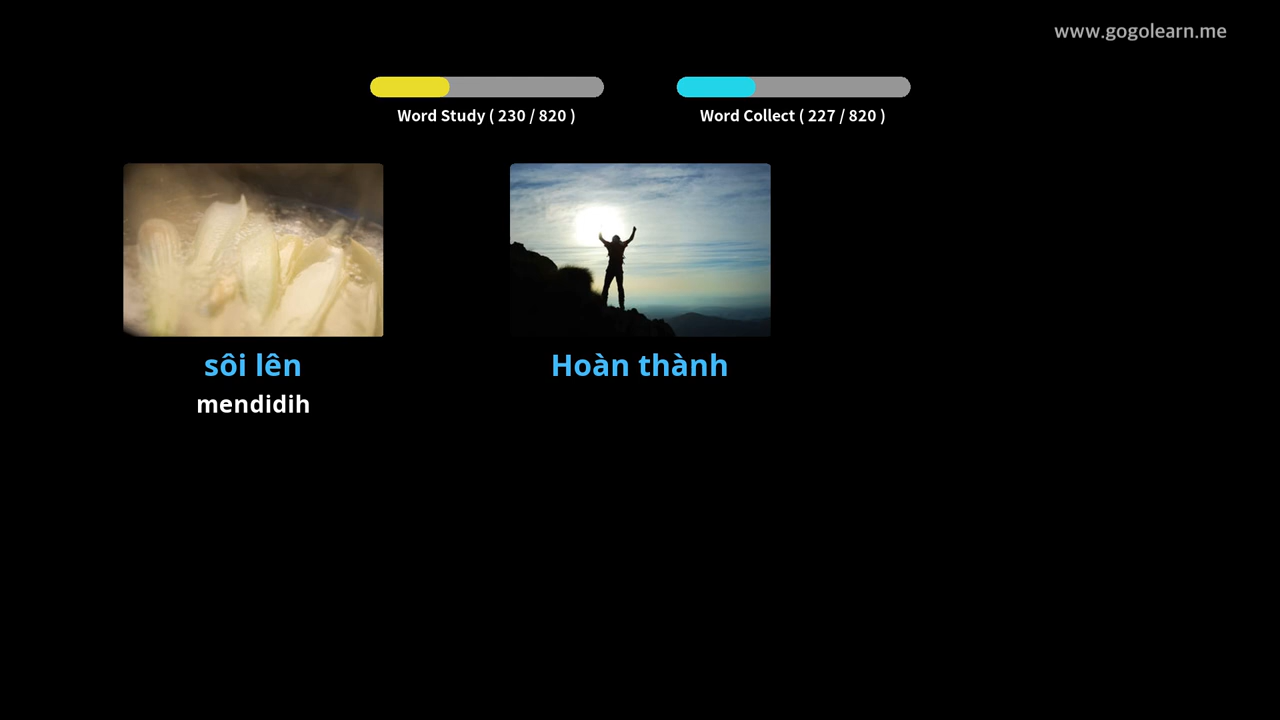 www.gogolearn.me
Word Study ( 230 / 820 )
Word Collect ( 227 / 820 )
sôi lên
mendidih
Hoàn thành